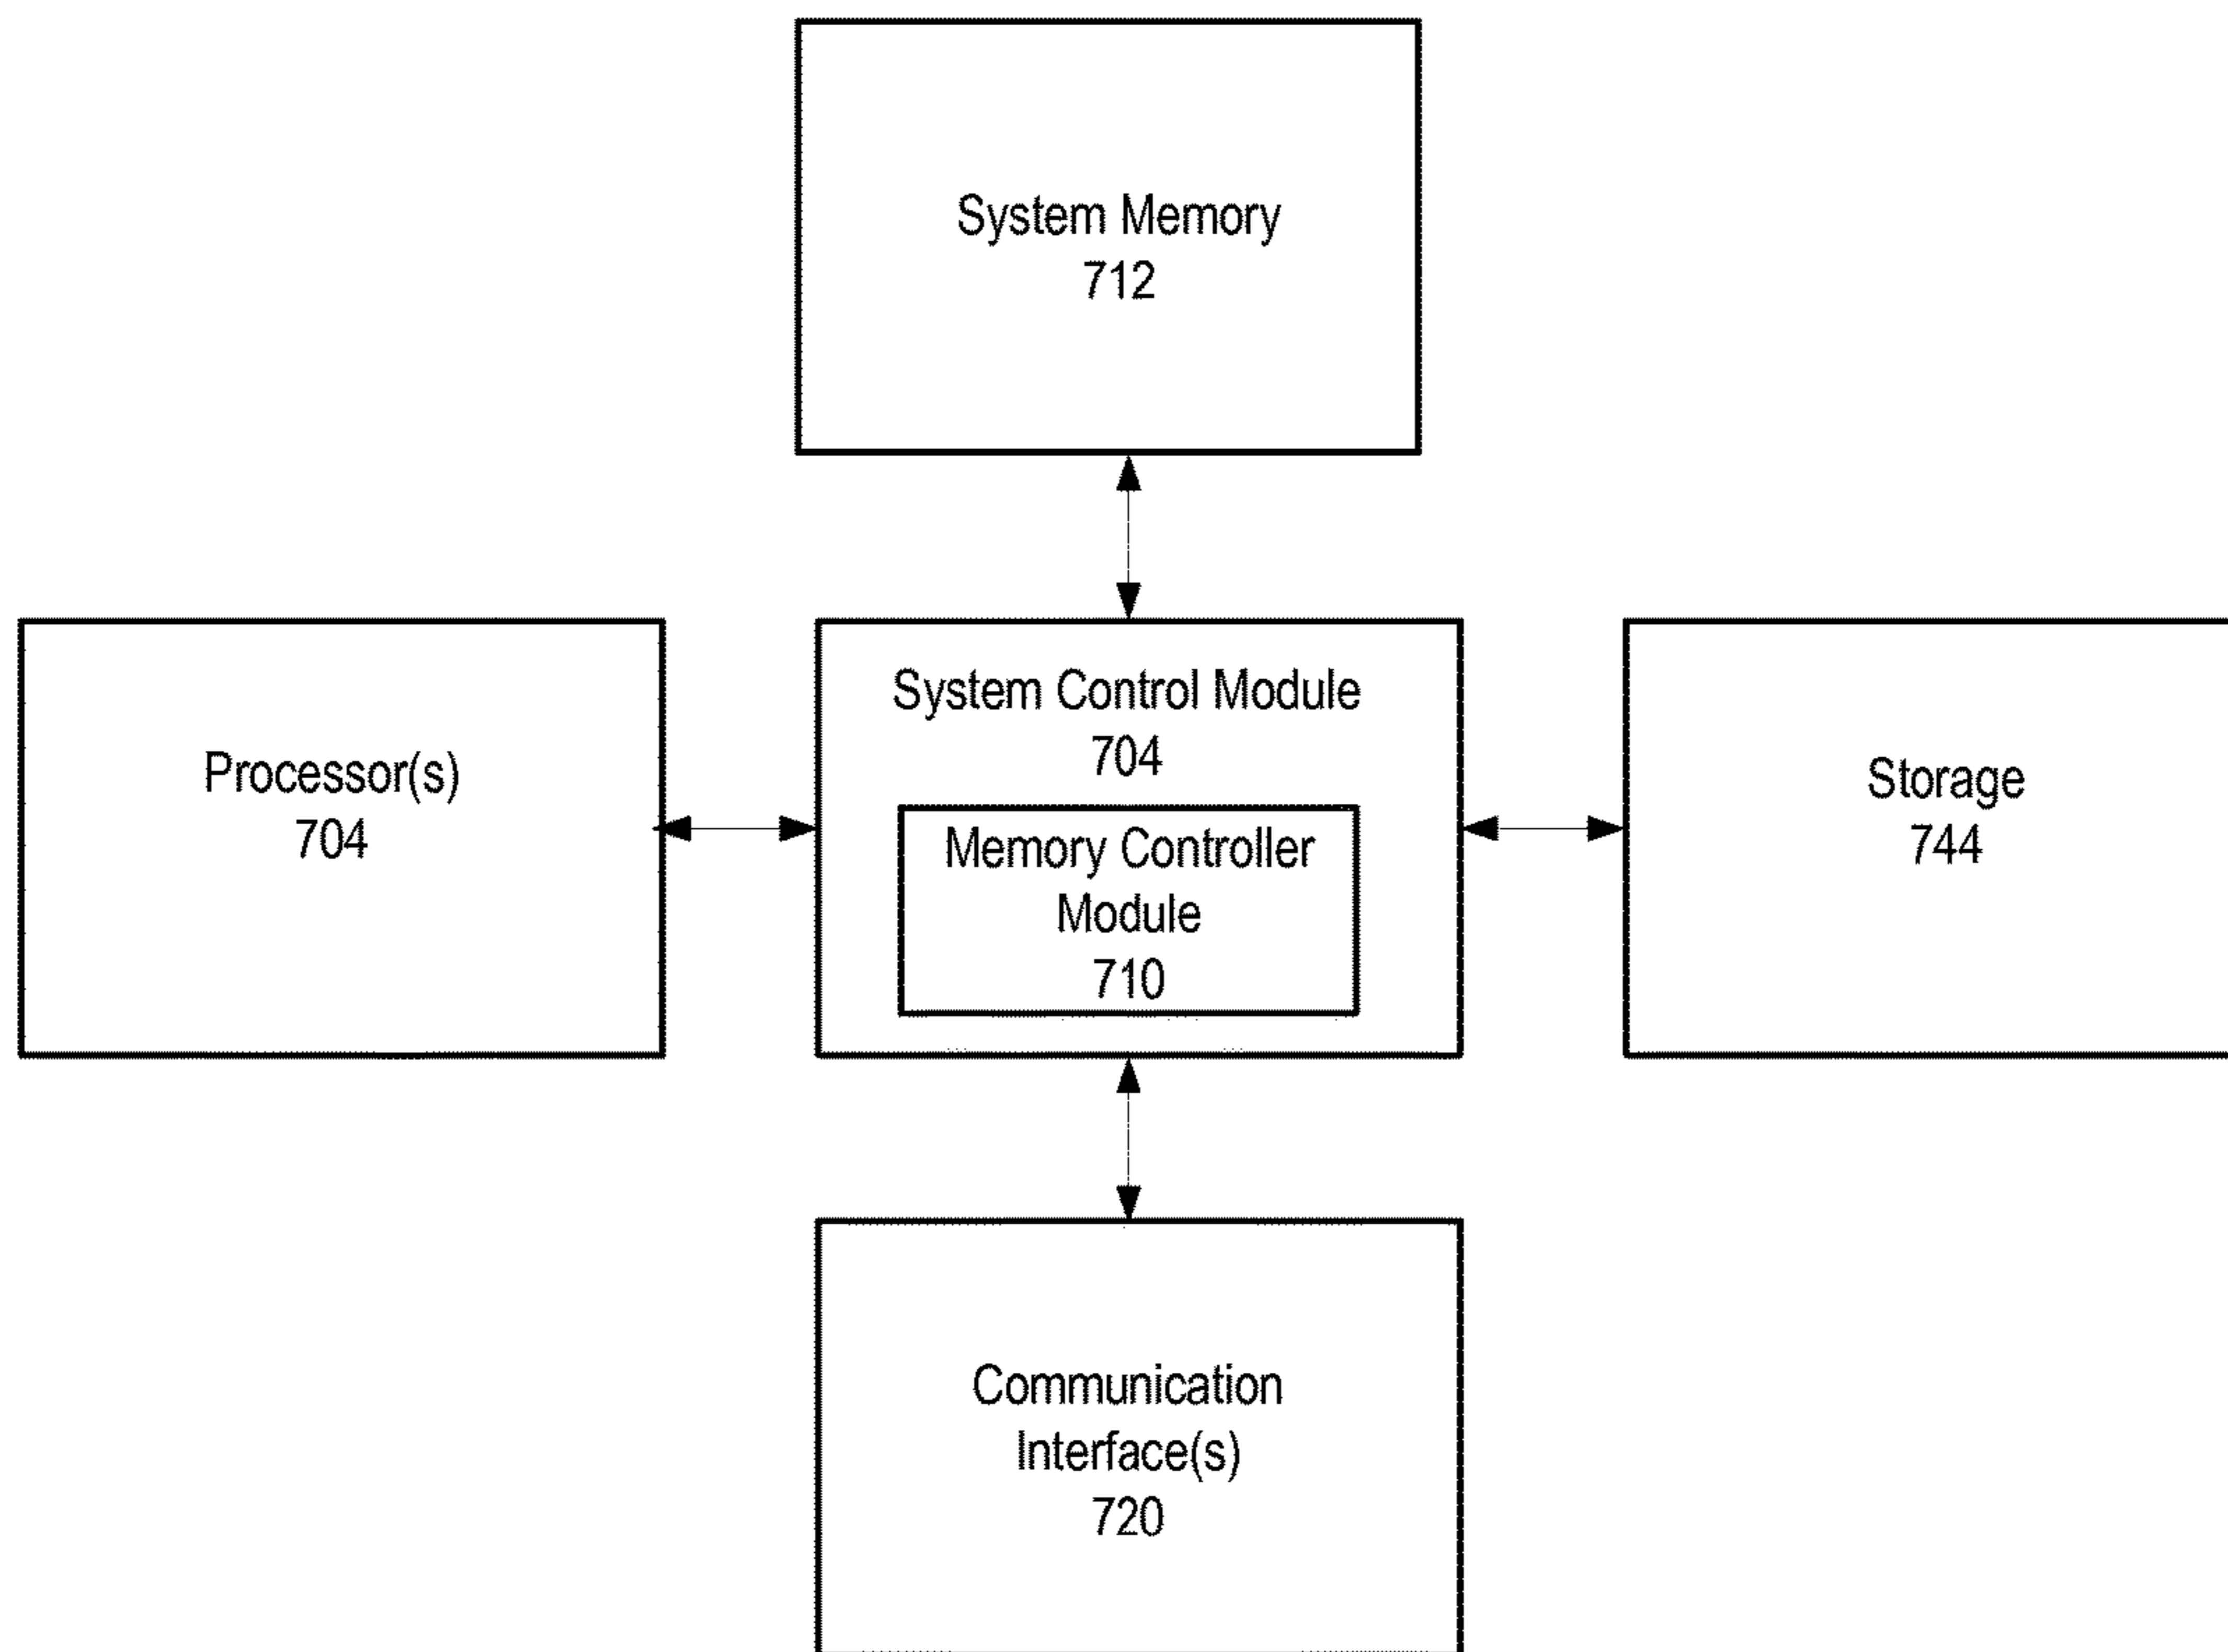 System Memory
712
Processor(s)
704
System Control Module
704
Memory Controller
Module
710
Storage
744
Communication
Interface(s)
720